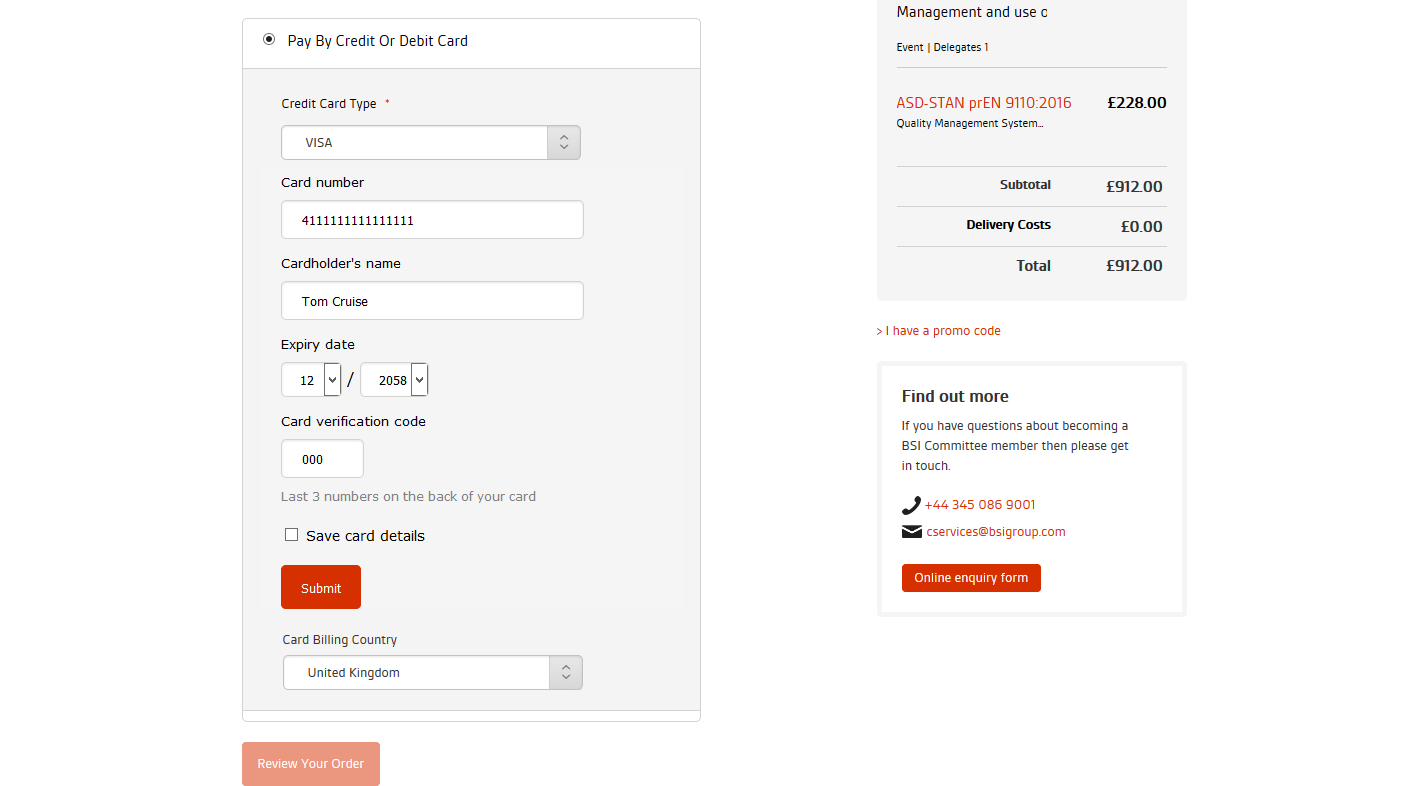 Pay By Credit Or Debit Card
Credit Card Type *
VISA
Card number
4111111111111111
Cardholder's name
Tom Cruise
Expiry date
12 / 2058
Card verification code
000
Last 3 numbers on the back of your card
Save card details
Submit
Card Billing Country
United Kingdom
Review Your Order
Management and use o
Event | Delegates 1
ASD-STAN prEN 9110:2016 £228.00
Quality Management System...
Subtotal £912.00
Delivery Costs £0.00
Total £912.00
> I have a promo code
Find out more
If you have questions about becoming a
BSI Committee member then please get
in touch.
+44 345 086 9001
cservices@bsigroup.com
Online enquiry form